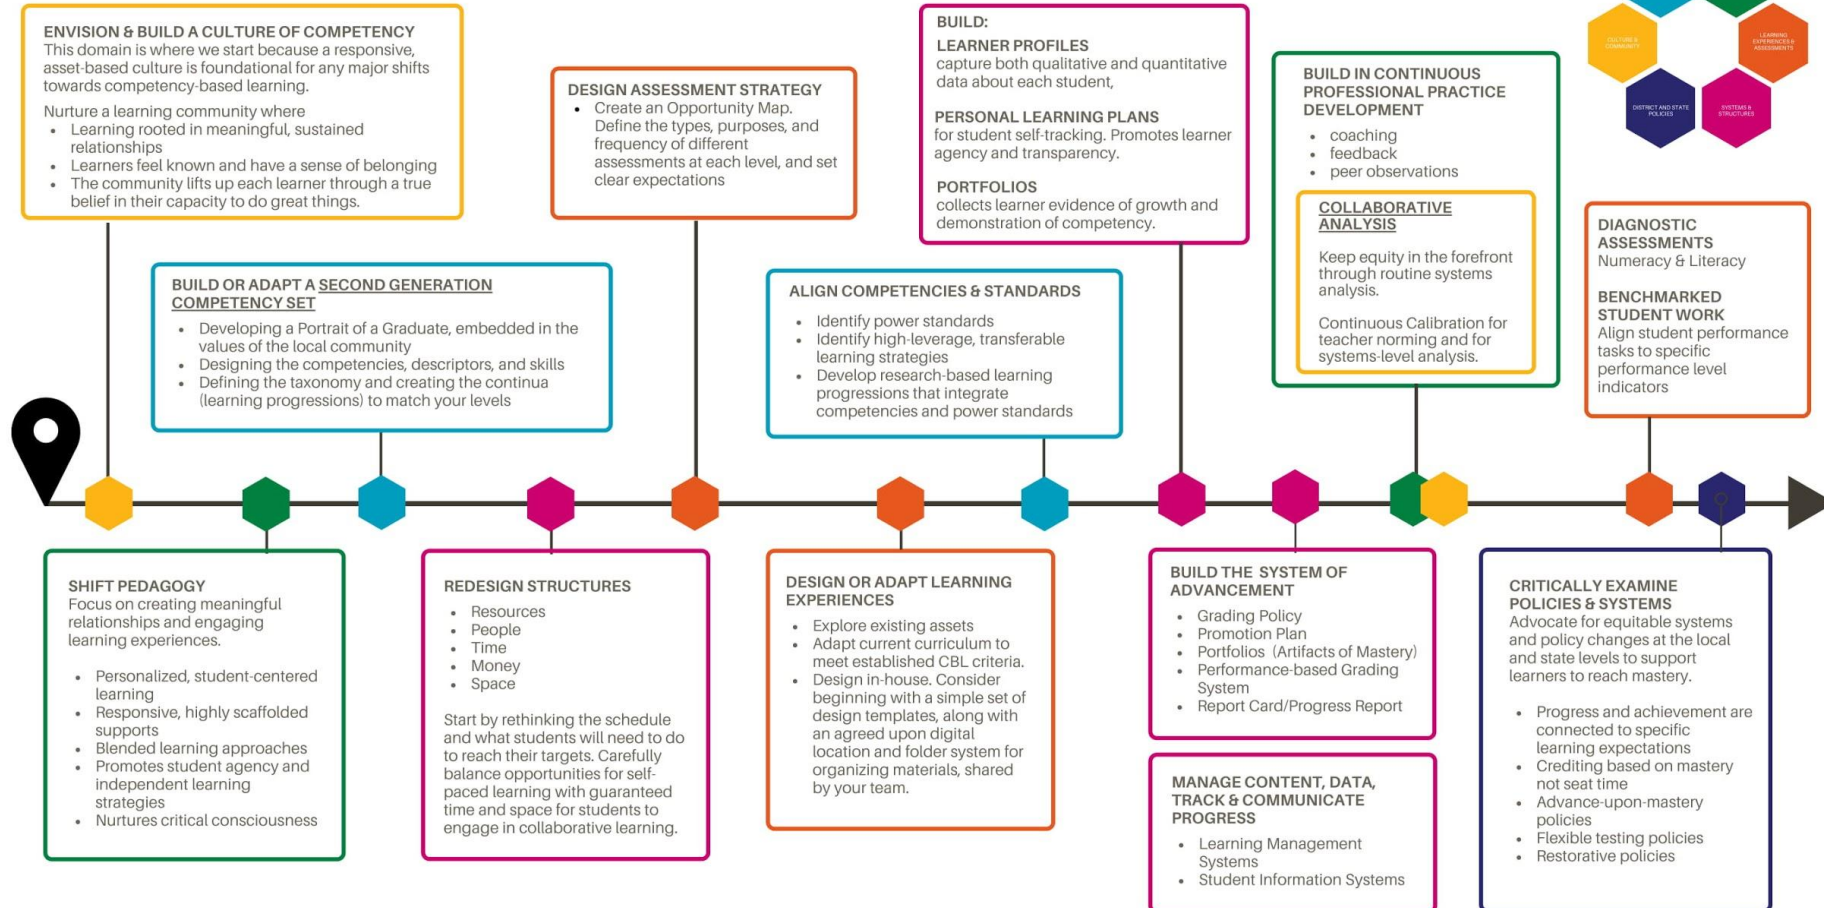 ENVISION & BUILD A CULTURE OF COMPETENCY
This domain is where we start because a responsive,
asset-based culture is foundational for any major shifts
towards competency-based learning.
Nurture a learning community where
• Learning rooted in meaningful, sustained
relationships
• Learners feel known and have a sense of belonging
• The community lifts up each learner through a true
belief in their capacity to do great things.
DESIGN ASSESSMENT STRATEGY
• Create an Opportunity Map.
Define the types, purposes, and
frequency of different
assessments at each level, and set
clear expectations
BUILD:
LEARNER PROFILES
capture both qualitative and quantitative
data about each student,
PERSONAL LEARNING PLANS
for student self-tracking. Promotes learner
agency and transparency.
PORTFOLIOS
collects learner evidence of growth and
demonstration of competency.
BUILD IN CONTINUOUS
PROFESSIONAL PRACTICE
DEVELOPMENT
• coaching
• feedback
• peer observations
COLLABORATIVE
ANALYSIS
Keep equity in the forefront
through routine systems
analysis.
Continuous Calibration for
teacher norming and for
systems-level analysis.
CULTURE &
COMMUNITY
LEARNING
EXPERIENCES &
ASSESSMENTS
DISTRICT AND STATE
POLICIES
SYSTEMS &
STRUCTURES
DIAGNOSTIC
ASSESSMENTS
Numeracy & Literacy
BENCHMARKED
STUDENT WORK
Align student performance
tasks to specific
performance level
indicators
BUILD OR ADAPT A SECOND GENERATION
COMPETENCY SET
• Developing a Portrait of a Graduate, embedded in the
values of the local community
• Designing the competencies, descriptors, and skills
• Defining the taxonomy and creating the continua
(learning progressions) to match your levels
ALIGN COMPETENCIES & STANDARDS
• Identify power standards
• Identify high-leverage, transferable
learning strategies
• Develop research-based learning
progressions that integrate
competencies and power standards
SHIFT PEDAGOGY
Focus on creating meaningful
relationships and engaging
learning experiences.
• Personalized, student-centered
learning
• Responsive, highly scaffolded
supports
• Blended learning approaches
• Promotes student agency and
independent learning
strategies
• Nurtures critical consciousness
REDESIGN STRUCTURES
• Resources
• People
• Time
• Money
• Space
Start by rethinking the schedule
and what students will need to do
to reach their targets. Carefully
balance opportunities for self-
paced learning with guaranteed
time and space for students to
engage in collaborative learning.
DESIGN OR ADAPT LEARNING
EXPERIENCES
• Explore existing assets
• Adapt current curriculum to
meet established CBL criteria.
• Design in-house. Consider
beginning with a simple set of
design templates, along with
an agreed upon digital
location and folder system for
organizing materials, shared
by your team.
BUILD THE SYSTEM OF
ADVANCEMENT
• Grading Policy
• Promotion Plan
• Portfolios (Artifacts of Mastery)
• Performance-based Grading
System
• Report Card/Progress Report
MANAGE CONTENT, DATA,
TRACK & COMMUNICATE
PROGRESS
• Learning Management
Systems
• Student Information Systems
CRITICALLY EXAMINE
POLICIES & SYSTEMS
Advocate for equitable systems
and policy changes at the local
and state levels to support
learners to reach mastery.
• Progress and achievement are
connected to specific
learning expectations
• Crediting based on mastery
not seat time
• Advance-upon-mastery
policies
• Flexible testing policies
• Restorative policies